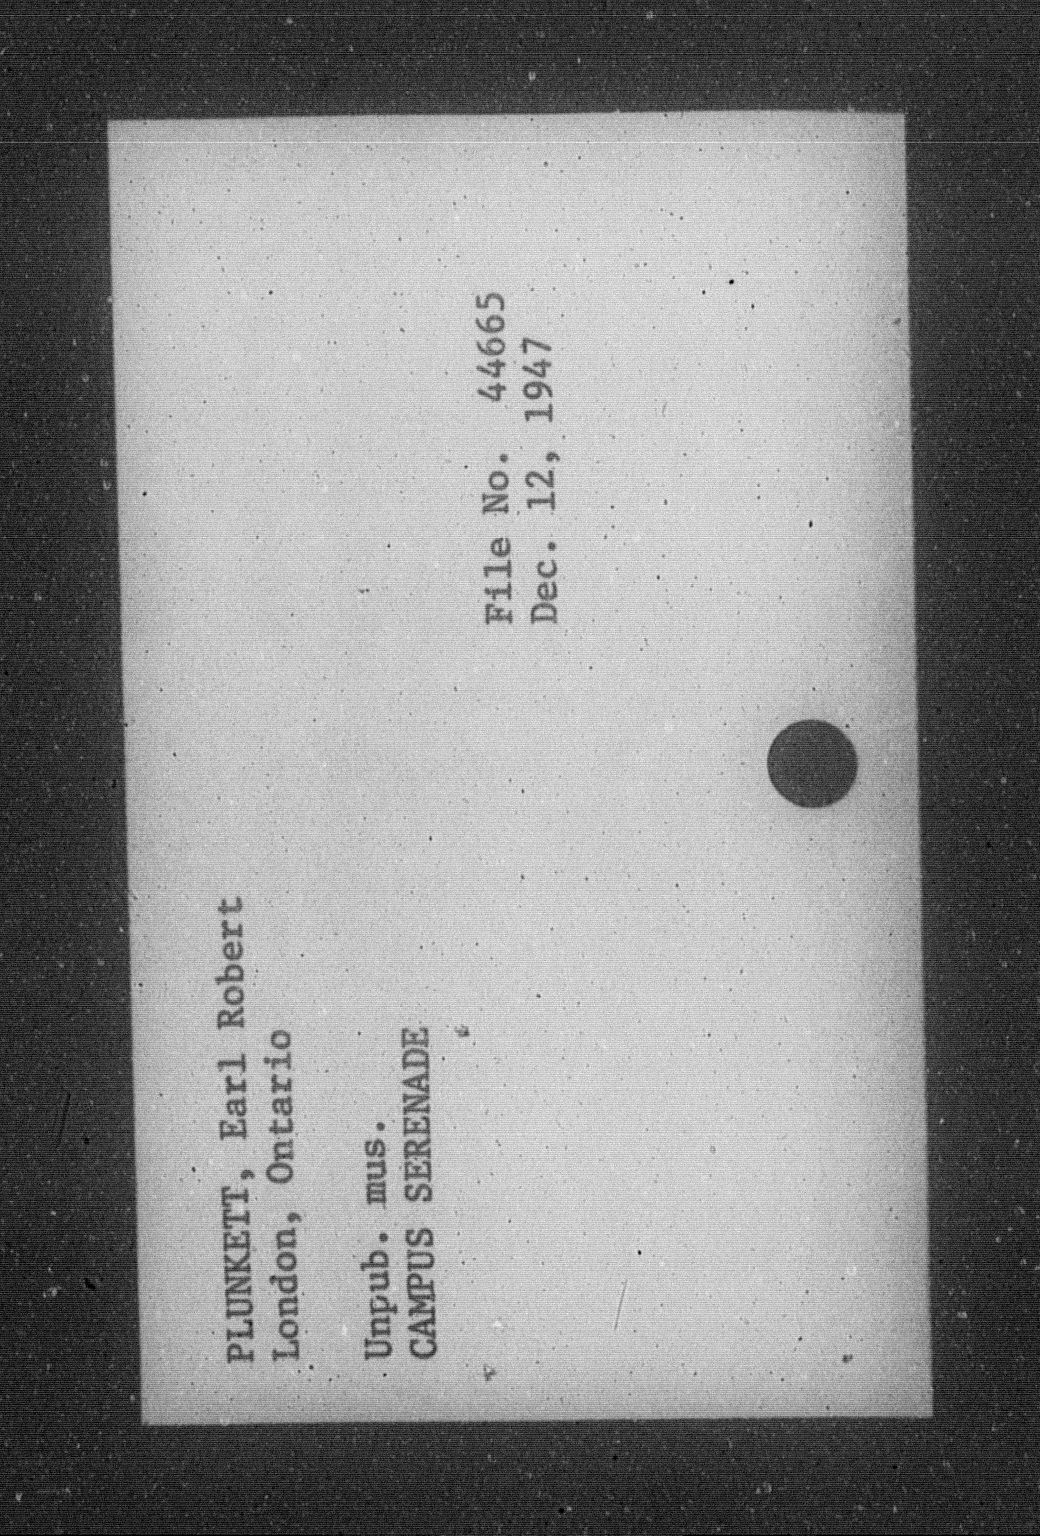 PLUNKETT, Earl Robert
London, Ontario
Unpub. mus.
CAMPUS SERENADE
File No. 44665
Dec. 12, 1947